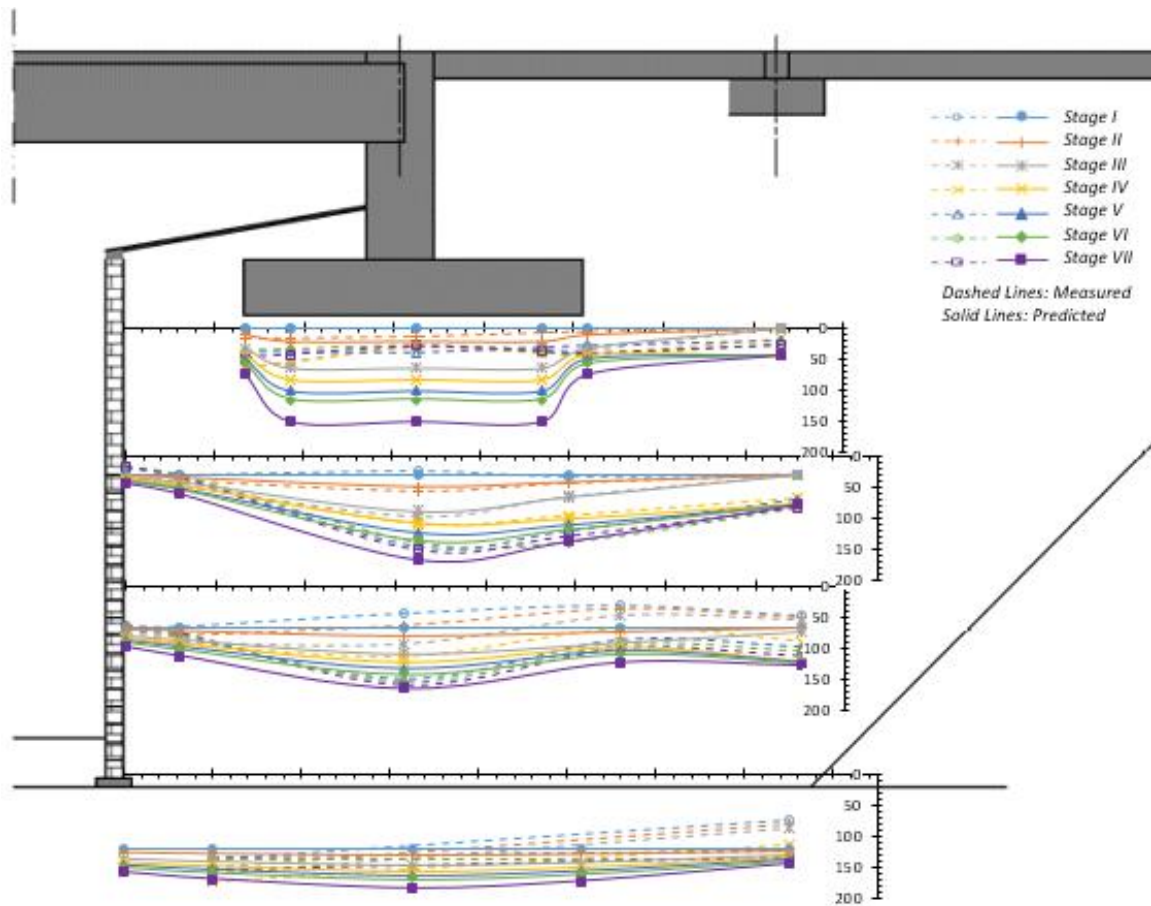 Stage I
Stage II
Stage III
Stage IV
Stage V
Stage VI
Stage VII
Dashed Lines: Measured
Solid Lines: Predicted
0
50
100
150
200
0
50
100
150
200
0
50
100
150
200
0
50
100
150
200